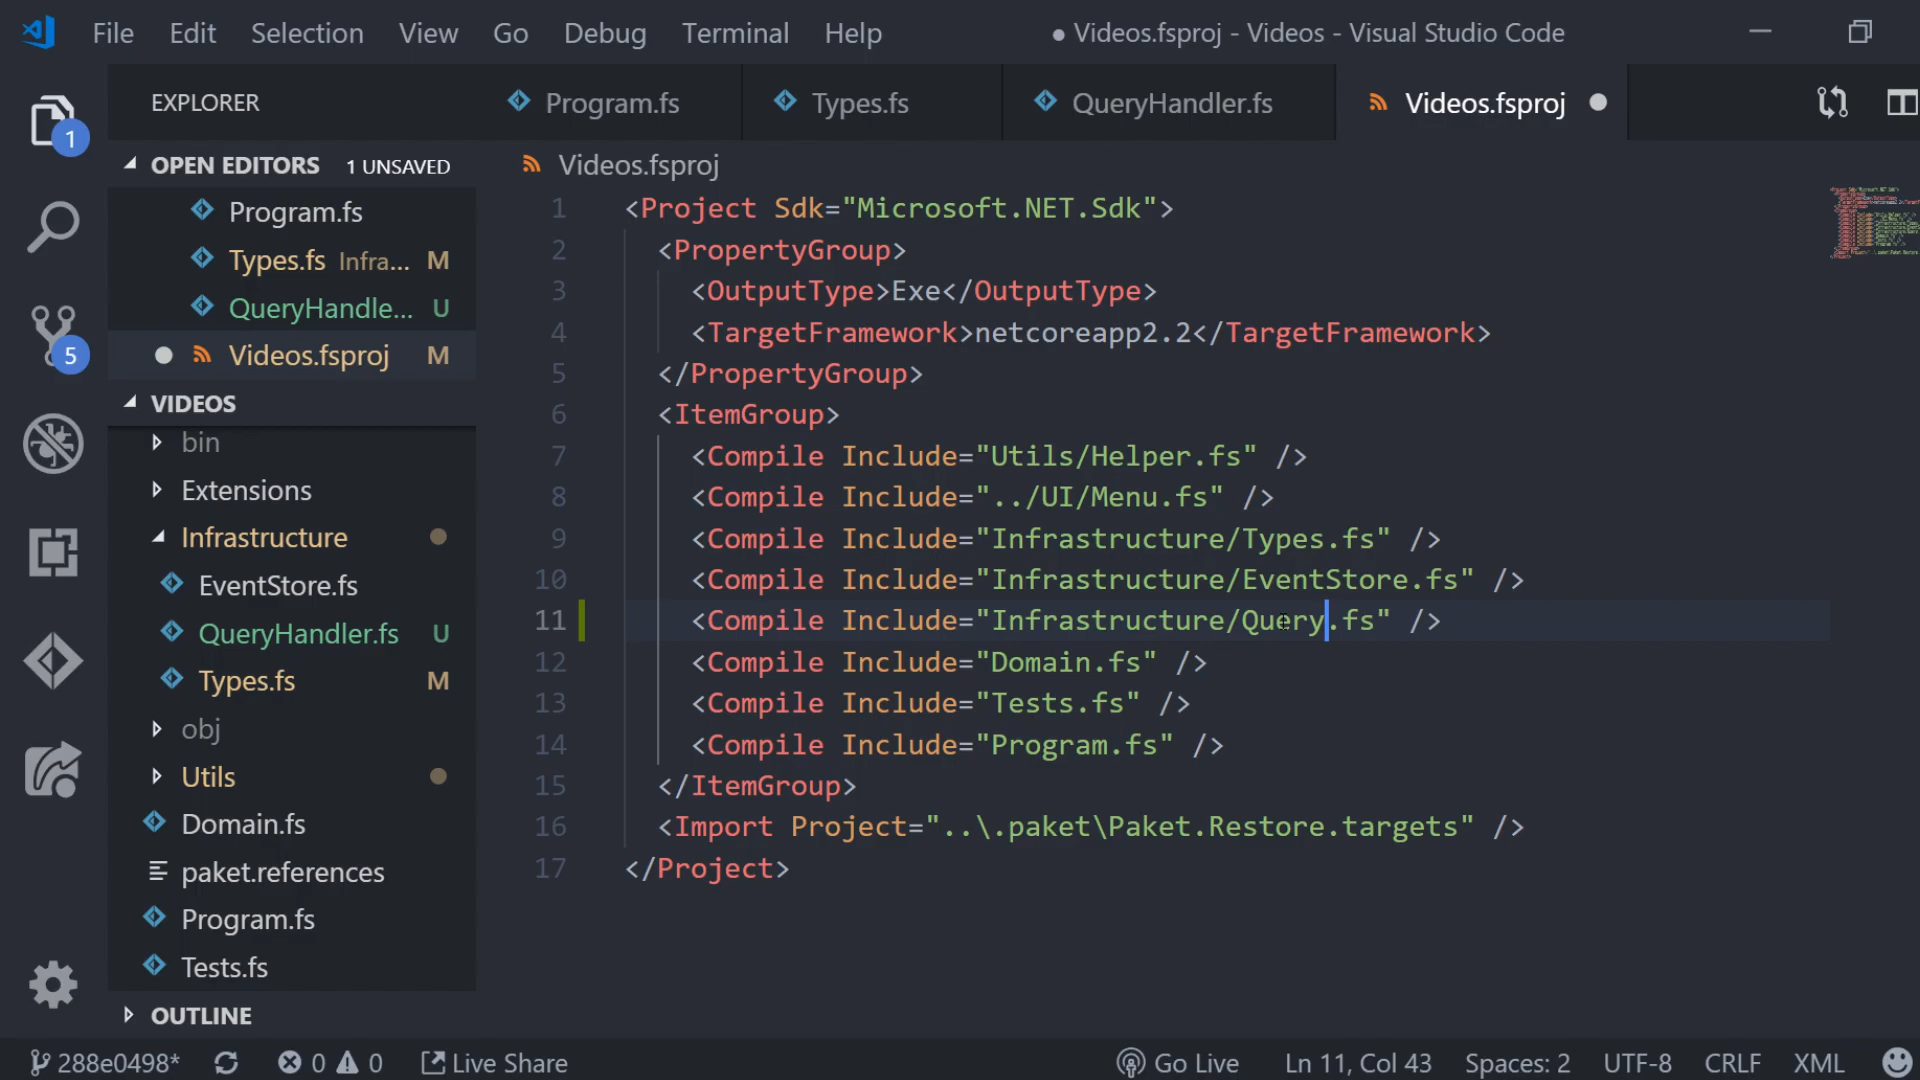 File Edit Selection View Go Debug Terminal Help ● Videos.fsproj - Videos - Visual Studio Code
EXPLORER
Program.fs Types.fs QueryHandler.fs Videos.fsproj
1
OPEN EDITORS 1 UNSAVED
Program.fs
Types.fs Infra... M
QueryHandle... U
Videos.fsproj M
5
VIDEOS
bin
Extensions
Infrastructure
EventStore.fs
QueryHandler.fs U
Types.fs M
obj
Utils
Domain.fs
paket.references
Program.fs
Tests.fs
OUTLINE
Videos.fsproj
1 <Project Sdk="Microsoft.NET.Sdk">
2 <PropertyGroup>
3 <OutputType>Exe</OutputType>
4 <TargetFramework>netcoreapp2.2</TargetFramework>
5 </PropertyGroup>
6 <ItemGroup>
7 <Compile Include="Utils/Helper.fs" />
8 <Compile Include="../UI/Menu.fs" />
9 <Compile Include="Infrastructure/Types.fs" />
10 <Compile Include="Infrastructure/EventStore.fs" />
11 <Compile Include="Infrastructure/Query.fs" />
12 <Compile Include="Domain.fs" />
13 <Compile Include="Tests.fs" />
14 <Compile Include="Program.fs" />
15 </ItemGroup>
16 <Import Project="..\.paket\Paket.Restore.targets" />
17 </Project>
288e0498* 0 0 Live Share Go Live Ln 11, Col 43 Spaces: 2 UTF-8 CRLF XML